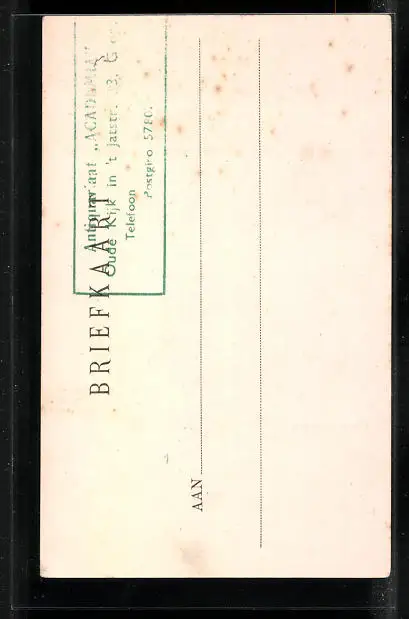 Antiquariaat „ACADEMIA"
Oude Kijk in 't Jatstr.
Telefoon
Postgiro 5780.
BRIEFKAART
AAN